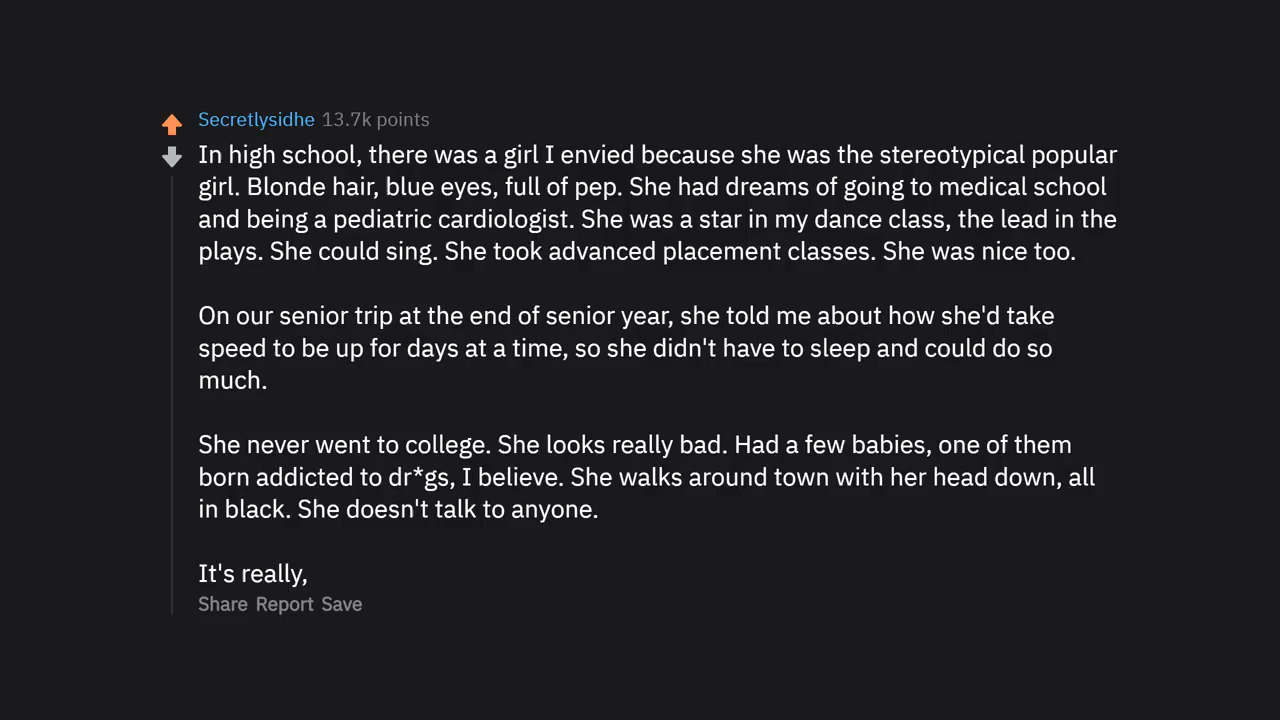 Secretlysidhe 13.7k points
In high school, there was a girl I envied because she was the stereotypical popular
girl. Blonde hair, blue eyes, full of pep. She had dreams of going to medical school
and being a pediatric cardiologist. She was a star in my dance class, the lead in the
plays. She could sing. She took advanced placement classes. She was nice too.
On our senior trip at the end of senior year, she told me about how she'd take
speed to be up for days at a time, so she didn't have to sleep and could do so
much.
She never went to college. She looks really bad. Had a few babies, one of them
born addicted to dr*gs, I believe. She walks around town with her head down, all
in black. She doesn't talk to anyone.
It's really,
Share Report Save